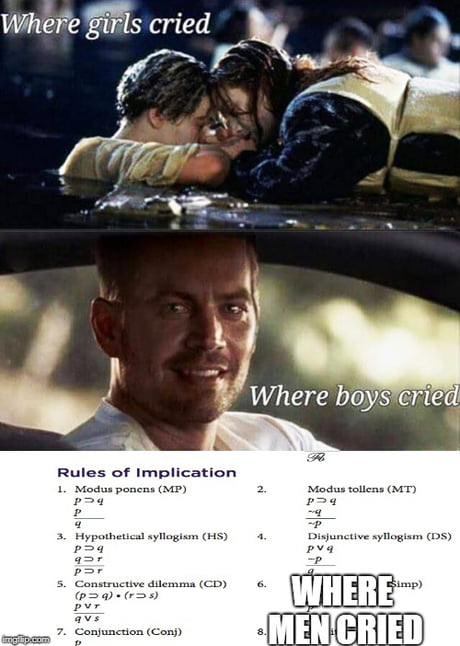 Where girls cried
Where boys cried
Rules of Implication
1. Modus ponens (MP)
p ⊃ q
p
q
2. Modus tollens (MT)
p ⊃ q
~q
~p
3. Hypothetical syllogism (HS)
p ⊃ q
q ⊃ r
p ⊃ r
4. Disjunctive syllogism (DS)
p ∨ q
~p
q
5. Constructive dilemma (CD)
(p ⊃ q) • (r ⊃ s)
p ∨ r
q ∨ s
6.
7. Conjunction (Conj)
p
8.
WHERE
MEN CRIED
imgflip.com